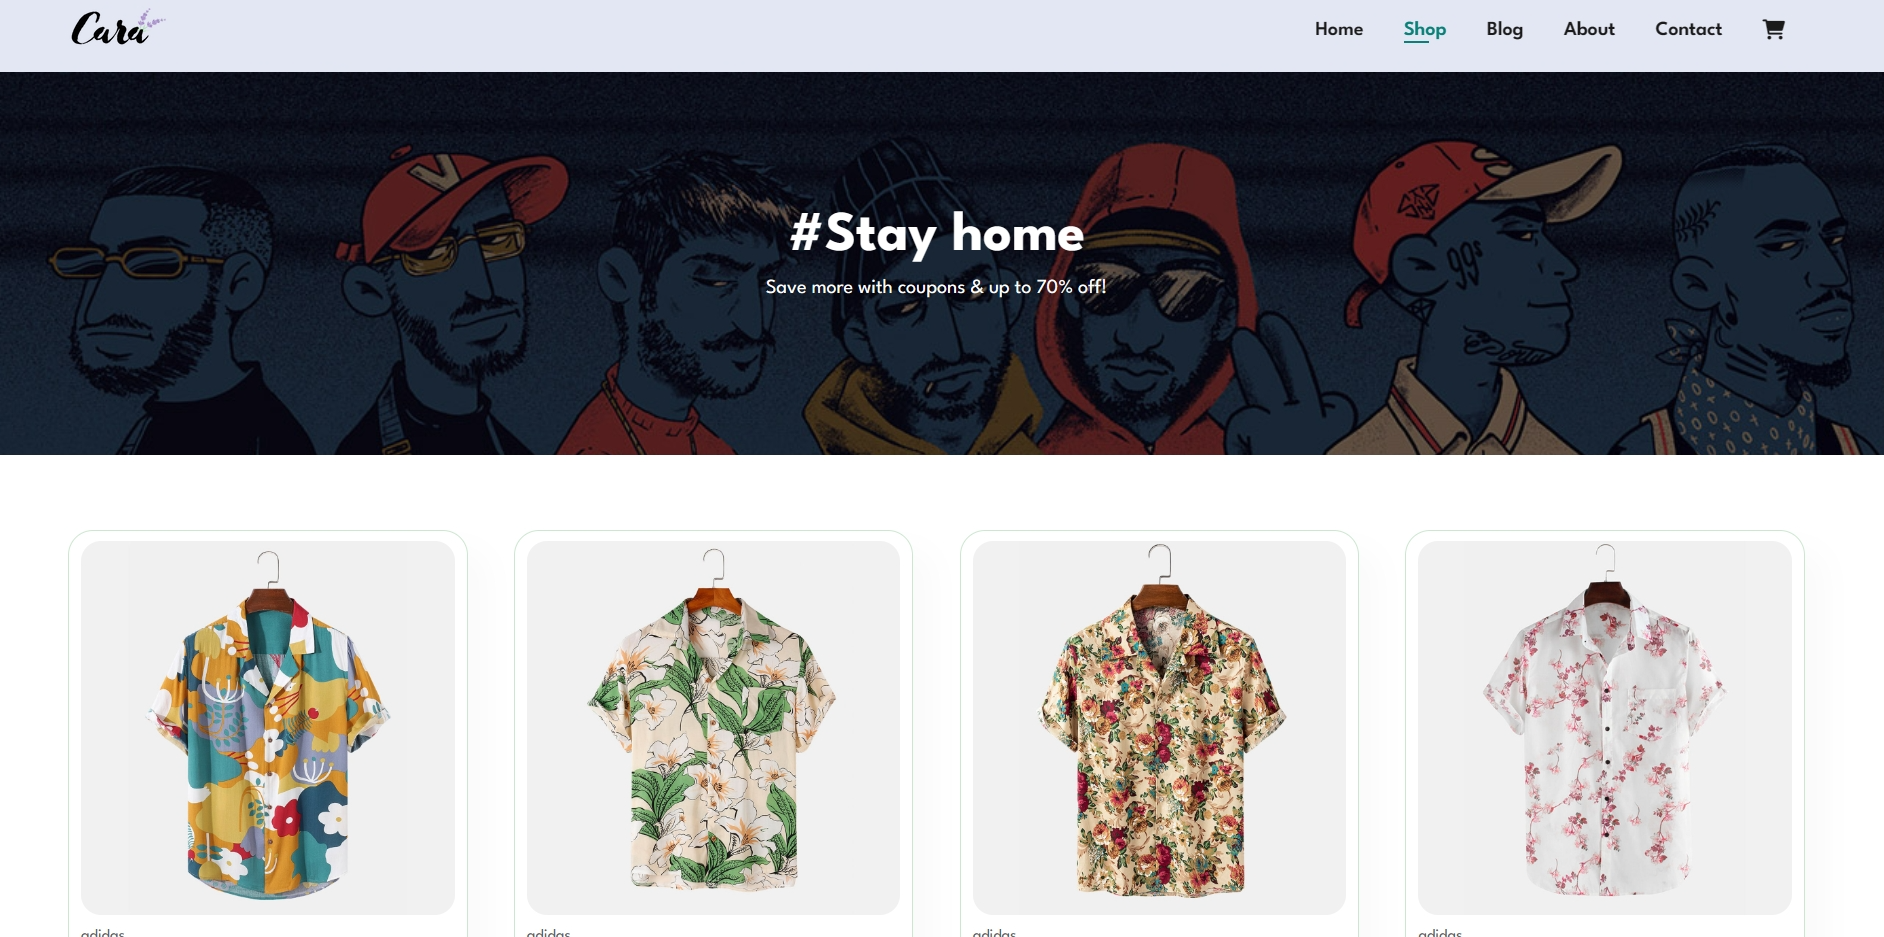 Cara
Home Shop Blog About Contact
#Stay home
Save more with coupons & up to 70% off!
99§
adidas adidas adidas adidas